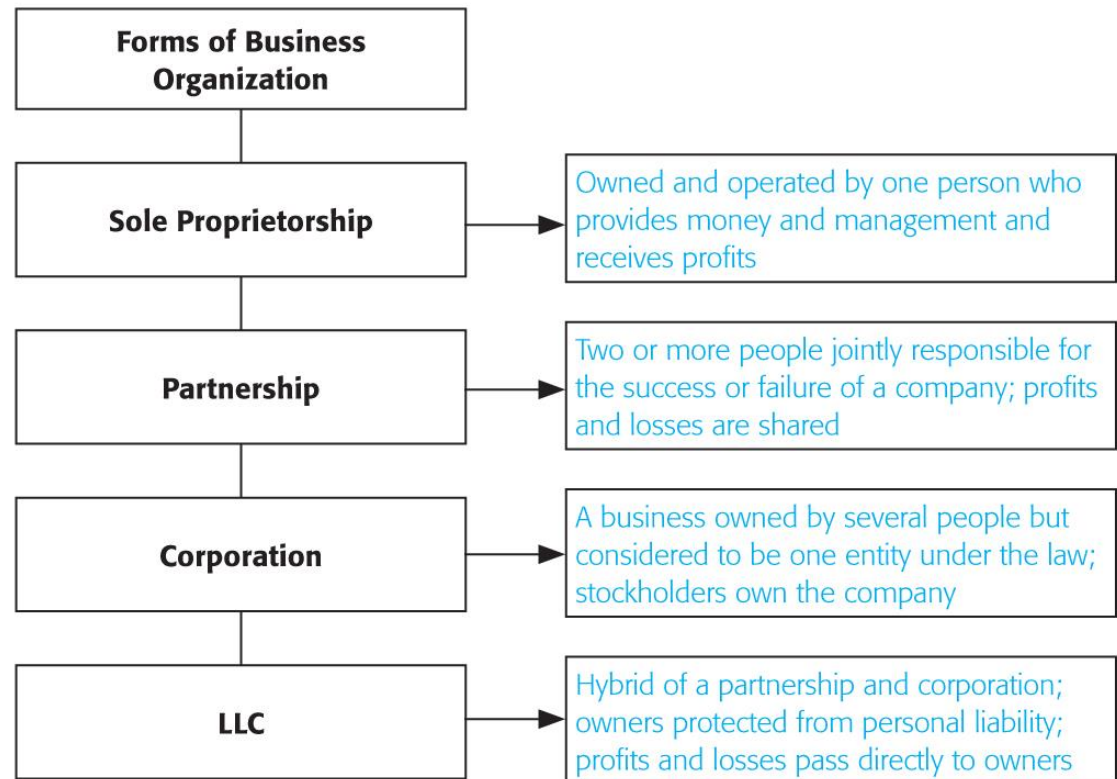 Forms of Business
Organization
Sole Proprietorship
Owned and operated by one person who
provides money and management and
receives profits
Partnership
Two or more people jointly responsible for
the success or failure of a company; profits
and losses are shared
Corporation
A business owned by several people but
considered to be one entity under the law;
stockholders own the company
LLC
Hybrid of a partnership and corporation;
owners protected from personal liability;
profits and losses pass directly to owners